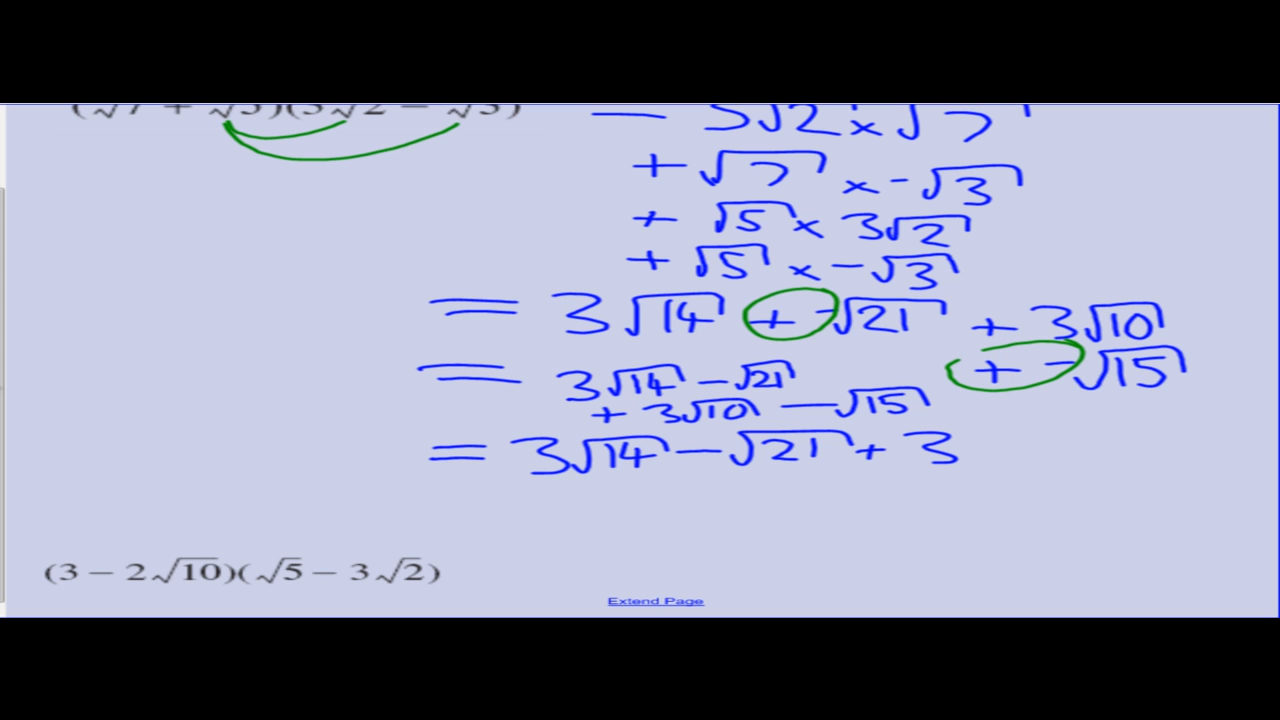 (√7 + √5)(3√2 − √3)
= 3√2 × √7
+ √7 × -√3
+ √5 × 3√2
+ √5 × -√3
= 3√14 + -√21 + 3√10
+ -√15
= 3√14 - √21
+ 3√10 - √15
= 3√14 - √21 + 3
(3 − 2√10)(√5 − 3√2)
Extend Page